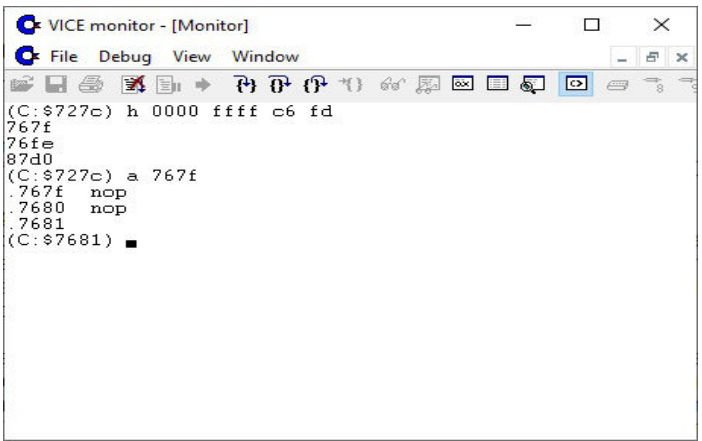 VICE monitor - [Monitor]
File Debug View Window
(C:$727c) h 0000 ffff c6 fd
767f
76fe
87d0
(C:$727c) a 767f
.767f  nop
.7680  nop
.7681
(C:$7681)